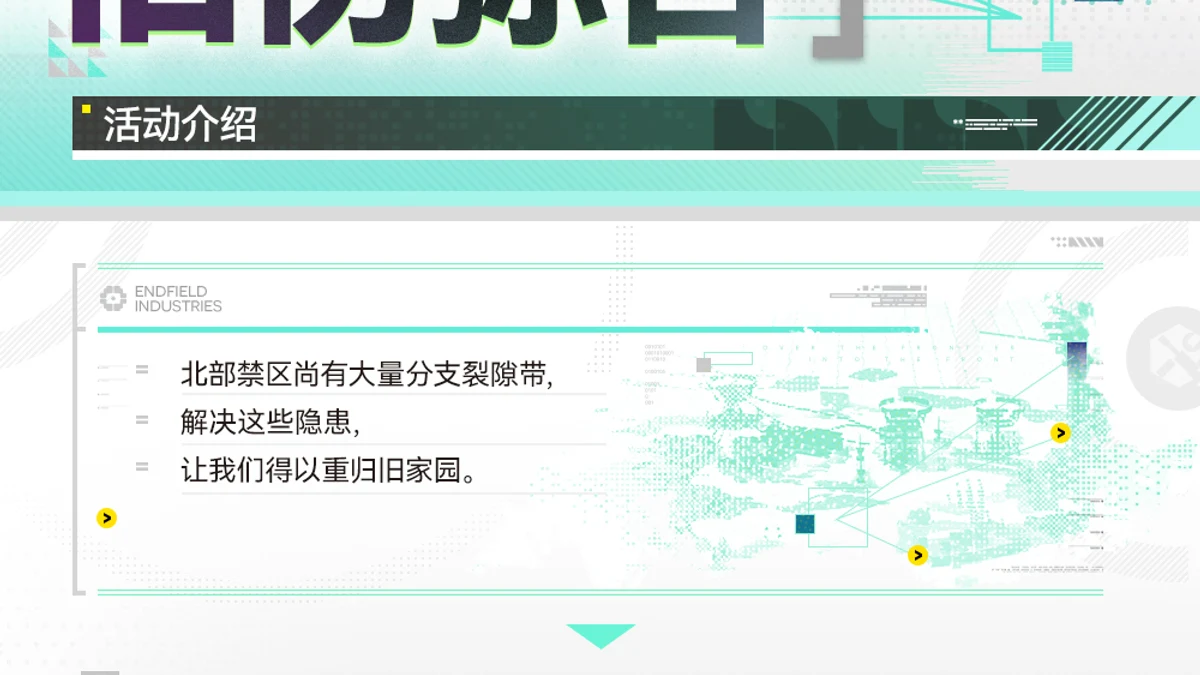 活动介绍
ENDFIELD
INDUSTRIES
北部禁区尚有大量分支裂隙带,
解决这些隐患,
让我们得以重归旧家园。